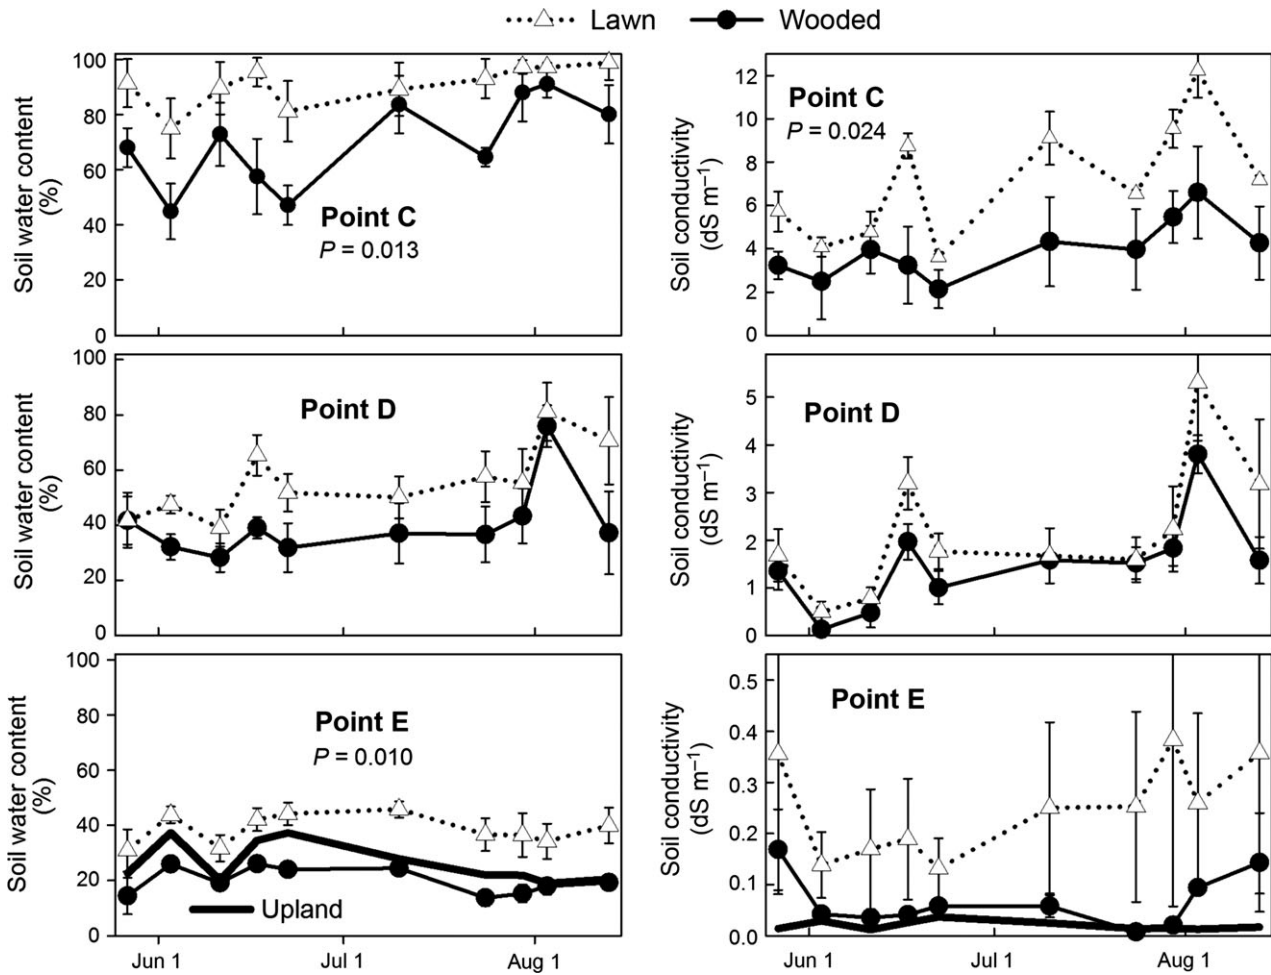 Lawn Wooded
100
80
60
40
20
0
Soil water content
(%)
Point C
P = 0.013
12
10
8
6
4
2
0
Soil conductivity
(dS m–1)
Point C
P = 0.024
100
80
60
40
20
0
Soil water content
(%)
Point D
5
4
3
2
1
0
Soil conductivity
(dS m–1)
Point D
100
80
60
40
20
0
Soil water content
(%)
Point E
P = 0.010
Upland
Jun 1 Jul 1 Aug 1
0.5
0.4
0.3
0.2
0.1
0.0
Soil conductivity
(dS m–1)
Point E
Jun 1 Jul 1 Aug 1